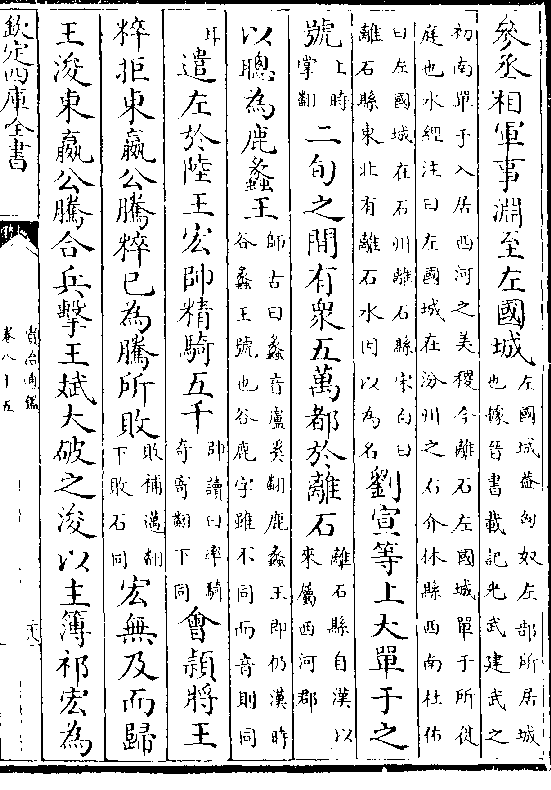 參丞相軍事淵至左國城左國城蓋匈奴左部所居城也據晉書載記光武建武之
初南單于入居西河之美稷今離石左國城單于所徙庭也水經注曰左國城在汾州之右介休縣西南杜佑
曰左國城在石州離石縣宋白曰離石縣東北有離石水因以為名劉宣等上大單于之
號上時掌翻二旬之間有衆五萬都於離石離石縣自漢以來屬西河郡
以聰為鹿蠡王師古曰蠡音盧奚翻鹿蠡王即仍漢時谷蠡王號也谷鹿字雖不同而音則同
耳遣左於陸王宏帥精騎五千帥讀曰率騎奇寄翻下同會穎將王
粹拒東嬴公騰粹已為騰所敗敗補邁翻下敗石同宏無及而歸
王浚東嬴公騰合兵擊王斌大破之浚以主簿祁宏為
欽定四庫全書
資治通鑑
卷八十五